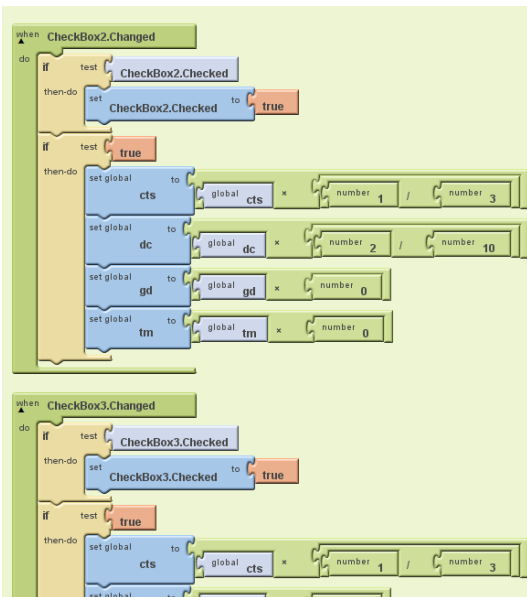 when CheckBox2.Changed
do if test CheckBox2.Checked
then-do set CheckBox2.Checked to true
if test true
then-do set global cts to global cts × number 1 / number 3
set global dc to global dc × number 2 / number 10
set global gd to global gd × number 0
set global tm to global tm × number 0
when CheckBox3.Changed
do if test CheckBox3.Checked
then-do set CheckBox3.Checked to true
if test true
then-do set global cts to global cts × number 1 / number 3
set global to